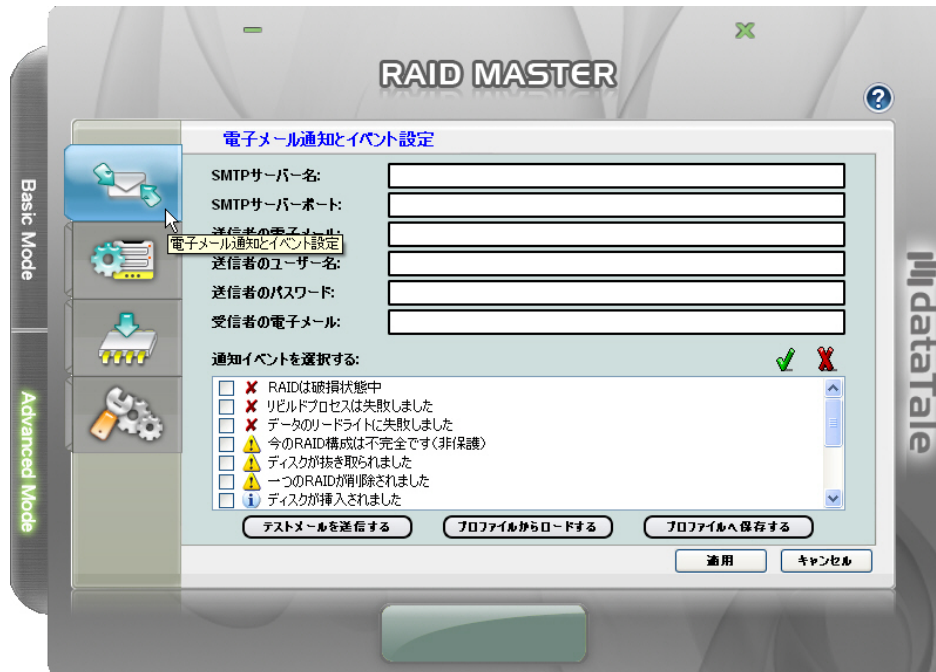 RAID MASTER
?
電子メール通知とイベント設定
SMTPサーバー名:
SMTPサーバーポート:
送信者の電子メール:
電子メール通知とイベント設定
送信者のユーザー名:
送信者のパスワード:
受信者の電子メール:
通知イベントを選択する:
RAIDは破損状態中
リビルドプロセスは失敗しました
データのリードライトに失敗しました
今のRAID構成は不完全です(非保護)
ディスクが抜き取られました
一つのRAIDが削除されました
ディスクが挿入されました
テストメールを送信する
プロファイルからロードする
プロファイルへ保存する
適用
キャンセル
Basic Mode
Advanced Mode
dataTale